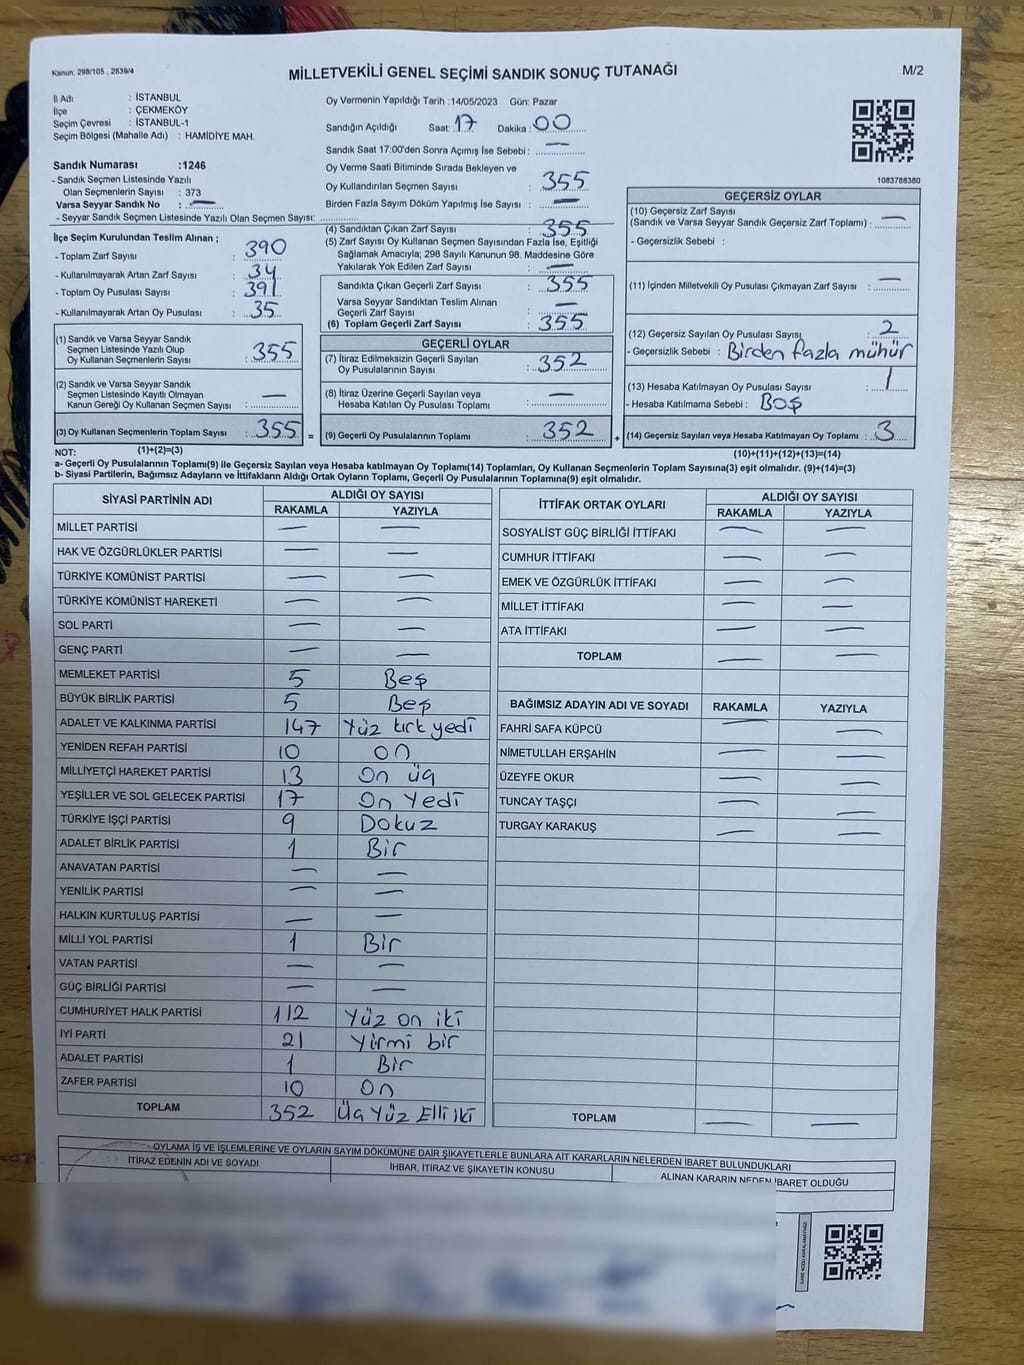 Kanun, 298/105 , 2839/4
MİLLETVEKİLİ GENEL SEÇİMİ SANDIK SONUÇ TUTANAĞI
M/2
İl Adı : İSTANBUL
İlçe : ÇEKMEKÖY
Seçim Çevresi : İSTANBUL-1
Seçim Bölgesi (Mahalle Adı) : HAMİDİYE MAH.
Sandık Numarası :1246
- Sandık Seçmen Listesinde Yazılı
Olan Seçmenlerin Sayısı : 373
Varsa Seyyar Sandık No : —
- Seyyar Sandık Seçmen Listesinde Yazılı Olan Seçmen Sayısı:
Oy Vermenin Yapıldığı Tarih :14/05/2023 Gün: Pazar
Sandığın Açıldığı Saat: 17 Dakika : 00
Sandık Saat 17:00'den Sonra Açımış İse Sebebi : —
Oy Verme Saati Bitiminde Sırada Bekleyen ve
Oy Kullandırılan Seçmen Sayısı : 355
Birden Fazla Sayım Döküm Yapılmış İse Sayısı : —
1083788380
İlçe Seçim Kurulundan Teslim Alınan ;
- Toplam Zarf Sayısı : 390
- Kullanılmayarak Artan Zarf Sayısı : 34
- Toplam Oy Pusulası Sayısı : 391
- Kullanılmayarak Artan Oy Pusulası : 35
(1) Sandık ve Varsa Seyyar Sandık
Seçmen Listesinde Yazılı Olup
Oy Kullanan Seçmenlerin Sayısı : 355
(2) Sandık ve Varsa Seyyar Sandık
Seçmen Listesinde Kayıtlı Olmayan
Kanun Gereği Oy Kullanan Seçmen Sayısı : —
(3) Oy Kullanan Seçmenlerin Toplam Sayısı : 355 =
(4) Sandıktan Çıkan Zarf Sayısı : 355
(5) Zarf Sayısı Oy Kullanan Seçmen Sayısından Fazla İse, Eşitliği
Sağlamak Amacıyla; 298 Sayılı Kanunun 98. Maddesine Göre
Yakılarak Yok Edilen Zarf Sayısı : —
Sandıkta Çıkan Geçerli Zarf Sayısı : 355
Varsa Seyyar Sandıktan Teslim Alınan
Geçerli Zarf Sayısı : —
(6) Toplam Geçerli Zarf Sayısı : 355
GEÇERLİ OYLAR
(7) İtiraz Edilmeksizin Geçerli Sayılan
Oy Pusulalarının Sayısı : 352
(8) İtiraz Üzerine Geçerli Sayılan veya
Hesaba Katılan Oy Pusulası Toplamı : —
(9) Geçerli Oy Pusulalarının Toplamı : 352 +
GEÇERSİZ OYLAR
(10) Geçersiz Zarf Sayısı
(Sandık ve Varsa Seyyar Sandık Geçersiz Zarf Toplamı) : —
- Geçersizlik Sebebi :
(11) İçinden Milletvekili Oy Pusulası Çıkmayan Zarf Sayısı : —
(12) Geçersiz Sayılan Oy Pusulası Sayısı : 2
- Geçersizlik Sebebi : Birden fazla mühür
(13) Hesaba Katılmayan Oy Pusulası Sayısı : 1
- Hesaba Katılmama Sebebi : Boş
(14) Geçersiz Sayılan veya Hesaba Katılmayan Oy Toplamı : 3
NOT: (1)+(2)=(3)
(10)+(11)+(12)+(13)=(14)
a- Geçerli Oy Pusulalarının Toplamı(9) ile Geçersiz Sayılan veya Hesaba katılmayan Oy Toplamı(14) Toplamları, Oy Kullanan Seçmenlerin Toplam Sayısına(3) eşit olmalıdır. (9)+(14)=(3)
b- Siyasi Partilerin, Bağımsız Adayların ve İttifakların Aldığı Ortak Oyların Toplamı, Geçerli Oy Pusulalarının Toplamına(9) eşit olmalıdır.
SİYASİ PARTİNİN ADI ALDIĞI OY SAYISI
RAKAMLA YAZIYLA
MİLLET PARTİSİ — —
HAK VE ÖZGÜRLÜKLER PARTİSİ — —
TÜRKİYE KOMÜNİST PARTİSİ — —
TÜRKİYE KOMÜNİST HAREKETİ — —
SOL PARTİ — —
GENÇ PARTİ — —
MEMLEKET PARTİSİ 5 Beş
BÜYÜK BİRLİK PARTİSİ 5 Beş
ADALET VE KALKINMA PARTİSİ 147 Yüz kırk yedi
YENİDEN REFAH PARTİSİ 10 On
MİLLİYETÇİ HAREKET PARTİSİ 13 On üç
YEŞİLLER VE SOL GELECEK PARTİSİ 17 On Yedi
TÜRKİYE İŞÇİ PARTİSİ 9 Dokuz
ADALET BİRLİK PARTİSİ 1 Bir
ANAVATAN PARTİSİ — —
YENİLİK PARTİSİ — —
HALKIN KURTULUŞ PARTİSİ — —
MİLLİ YOL PARTİSİ 1 Bir
VATAN PARTİSİ — —
GÜÇ BİRLİĞİ PARTİSİ — —
CUMHURİYET HALK PARTİSİ 112 Yüz on iki
İYİ PARTİ 21 Yirmi bir
ADALET PARTİSİ 1 Bir
ZAFER PARTİSİ 10 On
TOPLAM 352 Üç Yüz Elli iki
İTTİFAK ORTAK OYLARI ALDIĞI OY SAYISI
RAKAMLA YAZIYLA
SOSYALİST GÜÇ BİRLİĞİ İTTİFAKI — —
CUMHUR İTTİFAKI — —
EMEK VE ÖZGÜRLÜK İTTİFAKI — —
MİLLET İTTİFAKI — —
ATA İTTİFAKI — —
TOPLAM — —
BAĞIMSIZ ADAYIN ADI VE SOYADI RAKAMLA YAZIYLA
FAHRİ SAFA KÜPCÜ — —
NİMETULLAH ERŞAHİN — —
ÜZEYFE OKUR — —
TUNCAY TAŞÇI — —
TURGAY KARAKUŞ — —
TOPLAM — —
OYLAMA İŞ VE İŞLEMLERİNE VE OYLARIN SAYIM DÖKÜMÜNE DAİR ŞİKAYETLERLE BUNLARA AİT KARARLARIN NELERDEN İBARET BULUNDUKLARI
İTİRAZ EDENİN ADI VE SOYADI İHBAR, İTİRAZ VE ŞİKAYETİN KONUSU ALINAN KARARIN NEDEN İBARET OLDUĞU